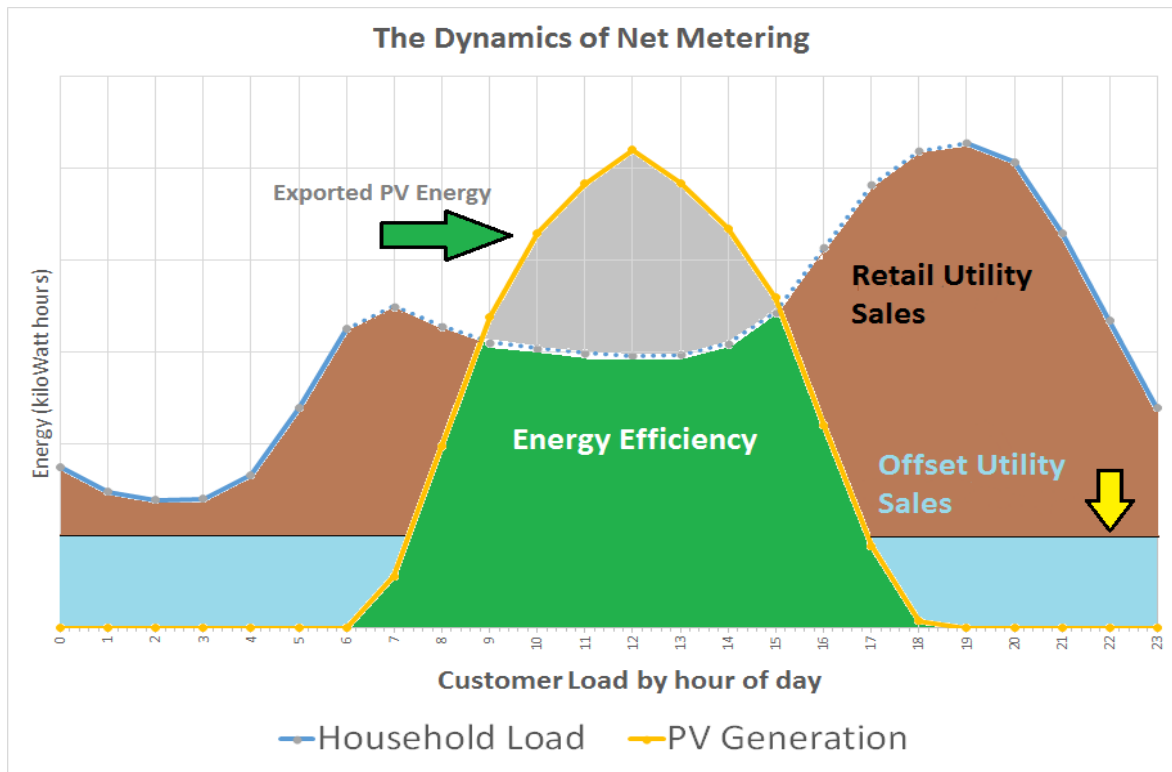 The Dynamics of Net Metering
Exported PV Energy
Retail Utility
Sales
Energy Efficiency
Offset Utility
Sales
Energy (kiloWatt hour s)
0 1 2 3 4 5 6 7 8 9 10 11 12 13 14 15 16 17 18 19 20 21 22 23
Customer Load by hour of day
Household Load PV Generation